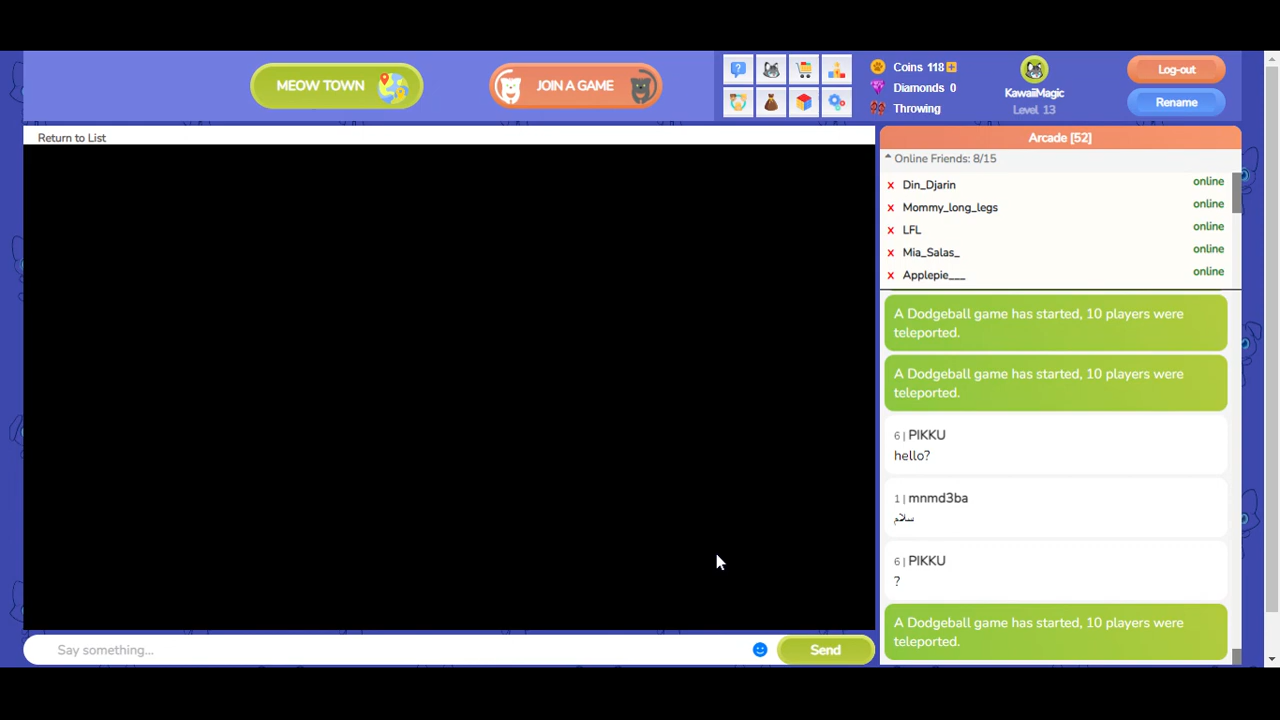 MEOW TOWN
JOIN A GAME
Coins 118
Diamonds 0
Throwing
KawaiiMagic
Level 13
Log-out
Rename
Return to List
Arcade [52]
Online Friends: 8/15
x Din_Djarin online
x Mommy_long_legs online
x LFL online
x Mia_Salas_ online
x Applepie___ online
A Dodgeball game has started, 10 players were
teleported.
A Dodgeball game has started, 10 players were
teleported.
6 | PIKKU
hello?
1 | mnmd3ba
سلام
6 | PIKKU
?
A Dodgeball game has started, 10 players were
teleported.
Say something...
Send